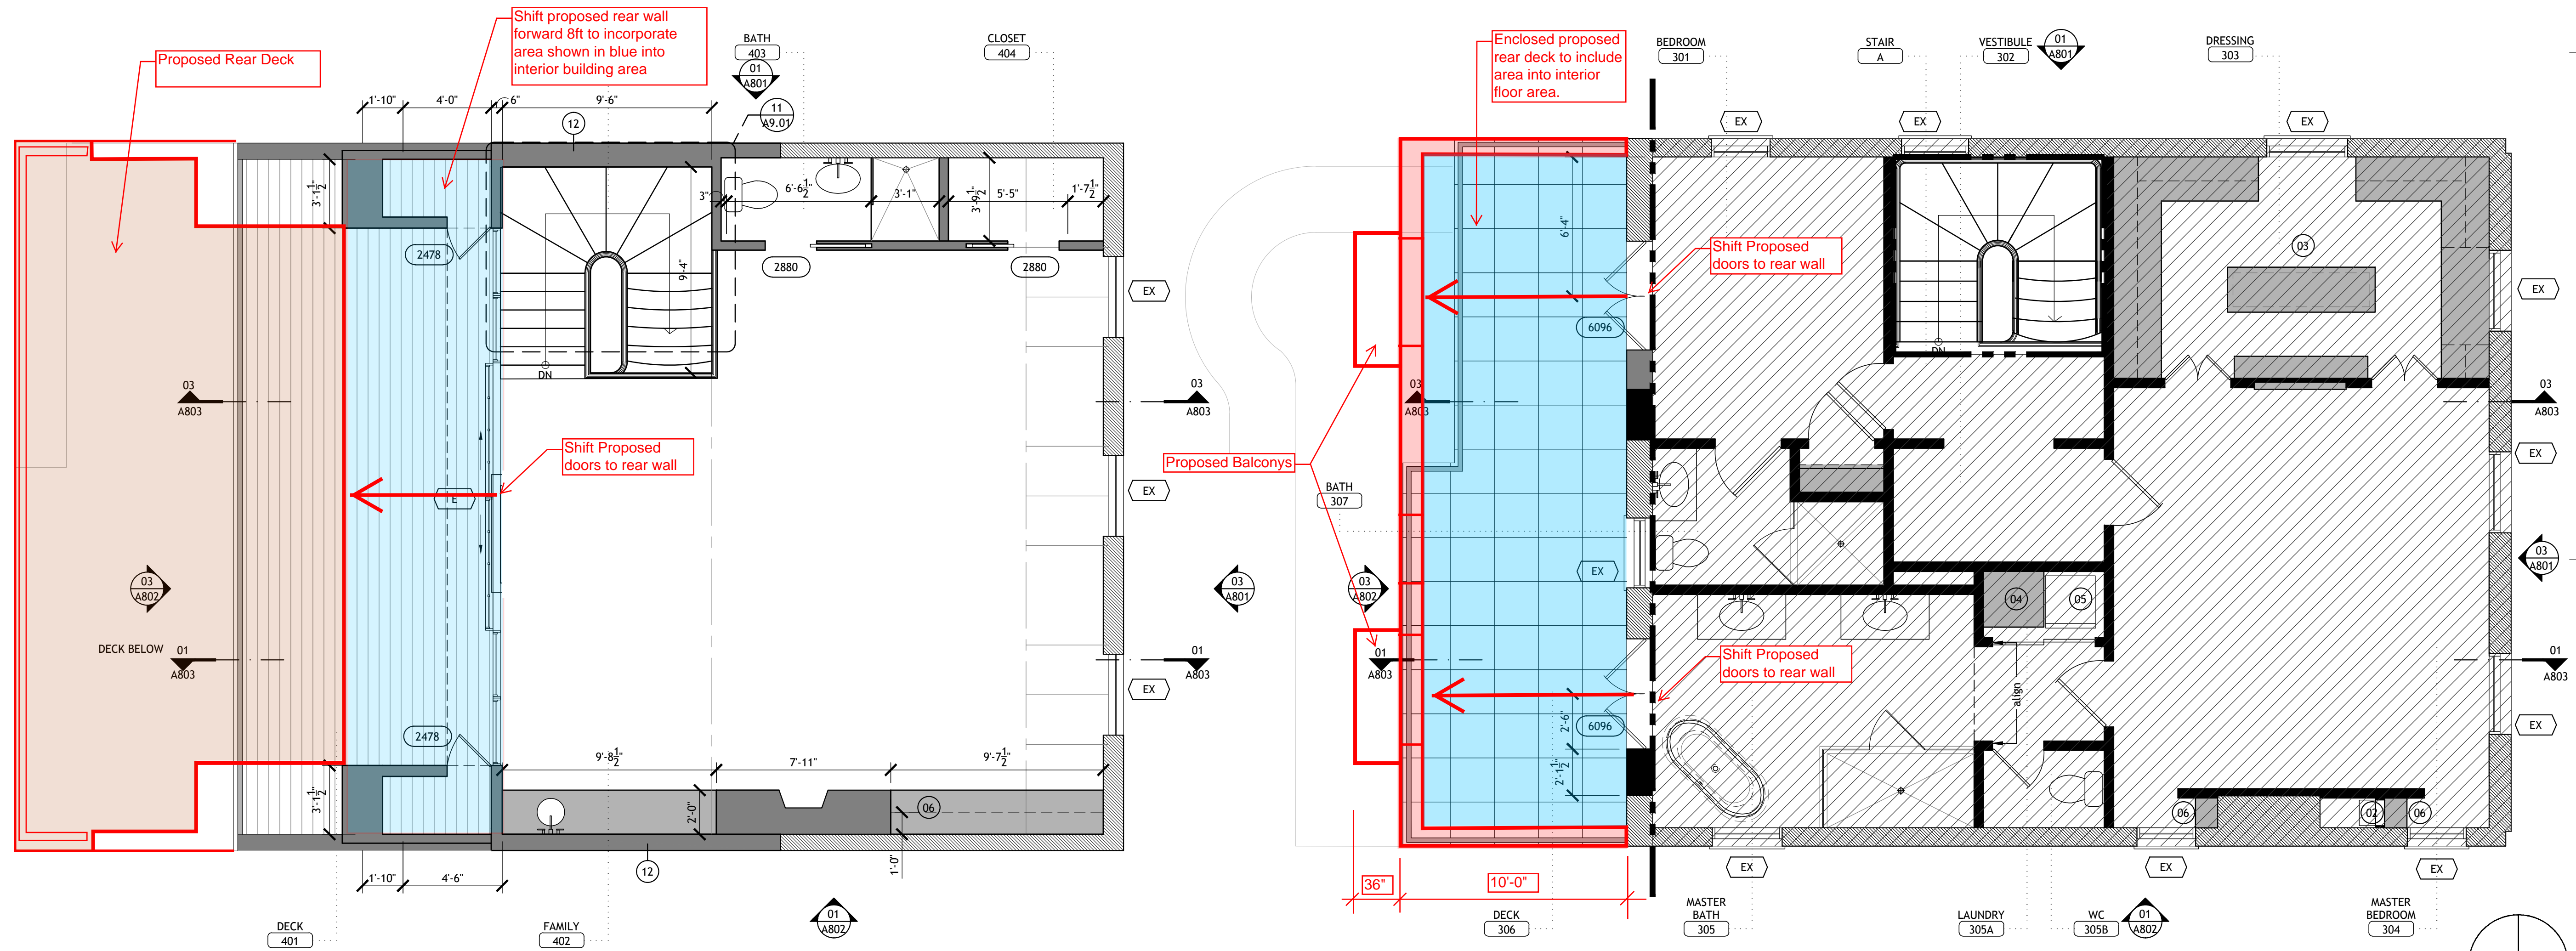 Shift proposed rear wall
forward 8ft to incorporate
area shown in blue into
interior building area
Proposed Rear Deck
BATH
403
01
A801
CLOSET
404
1'-10"
4'-0"
6"
9'-6"
11
A9.01
12
3'-1 1/2"
3"
6'-6 1/2"
3'-1"
3'-9 1/2"
5'-5"
1'-7 1/2"
2478
2880
2880
9'-4"
EX
DN
03
A803
03
A803
Shift Proposed
doors to rear wall
E
EX
03
A802
DECK BELOW
01
A803
01
A803
EX
2478
9'-8 1/2"
7'-11"
9'-7 1/2"
3'-1 1/2"
2'-0"
06
1'-0"
12
1'-10"
4'-6"
DECK
401
FAMILY
402
01
A802
03
A801
Enclosed proposed
rear deck to include
area into interior
floor area.
BEDROOM
301
STAIR
A
VESTIBULE
302
01
A801
DRESSING
303
EX
EX
EX
6'-4"
Shift Proposed
doors to rear wall
03
EX
6096
DN
03
A803
03
A803
Proposed Balconys
BATH
307
EX
EX
03
A802
04
05
03
A801
01
A803
Shift Proposed
doors to rear wall
align
01
A803
6096
2'-6"
2'-1 1/2"
EX
06
02
06
EX
EX
EX
36"
10'-0"
DECK
306
MASTER
BATH
305
LAUNDRY
305A
WC
305B
01
A802
MASTER
BEDROOM
304